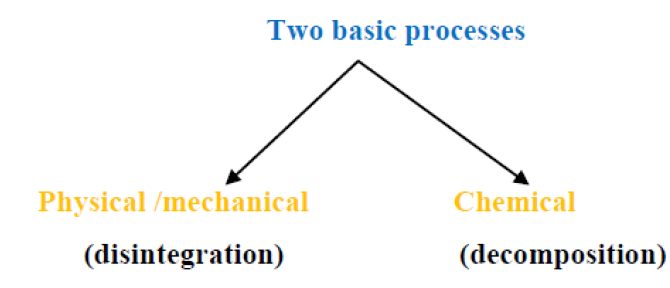 Two basic processes
Physical /mechanical
Chemical
(disintegration)
(decomposition)